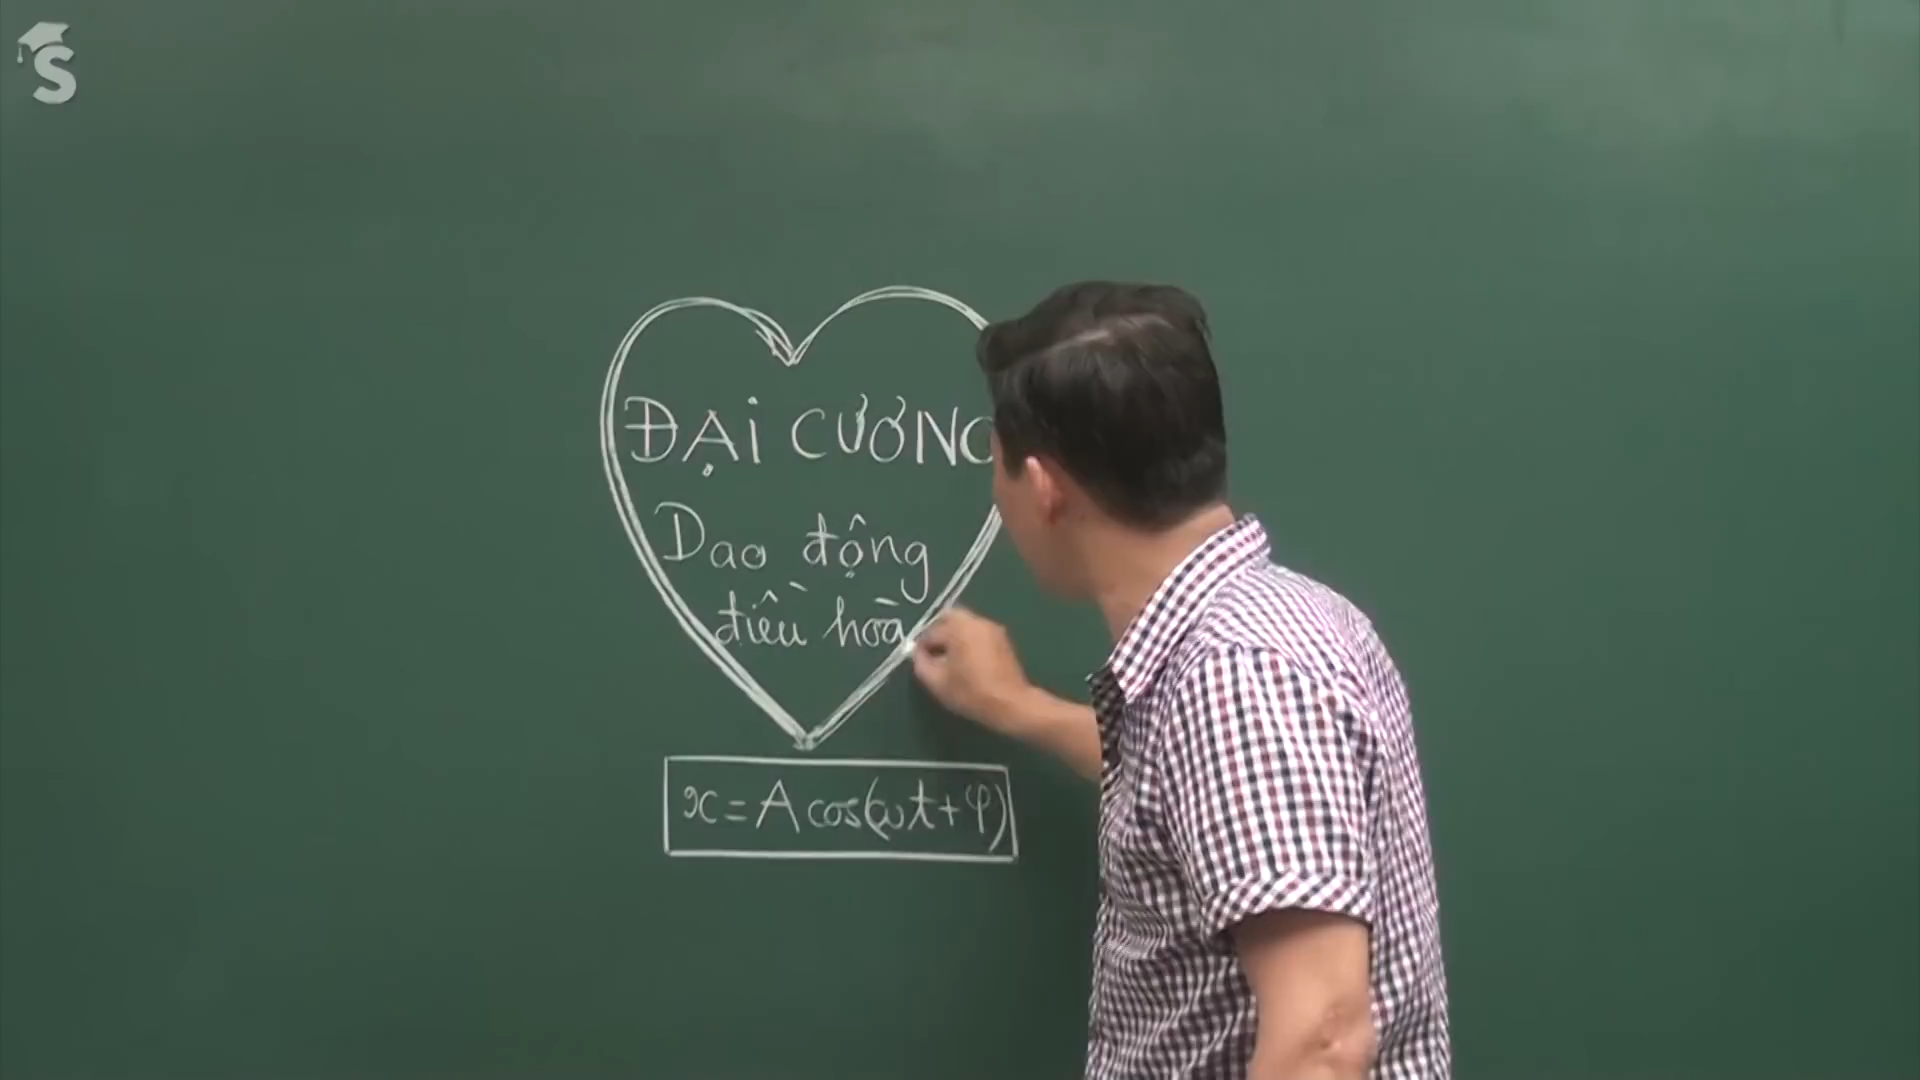 S
ĐẠI CƯƠNG
Dao động
điều hòa
x = A cos(ωt + φ)